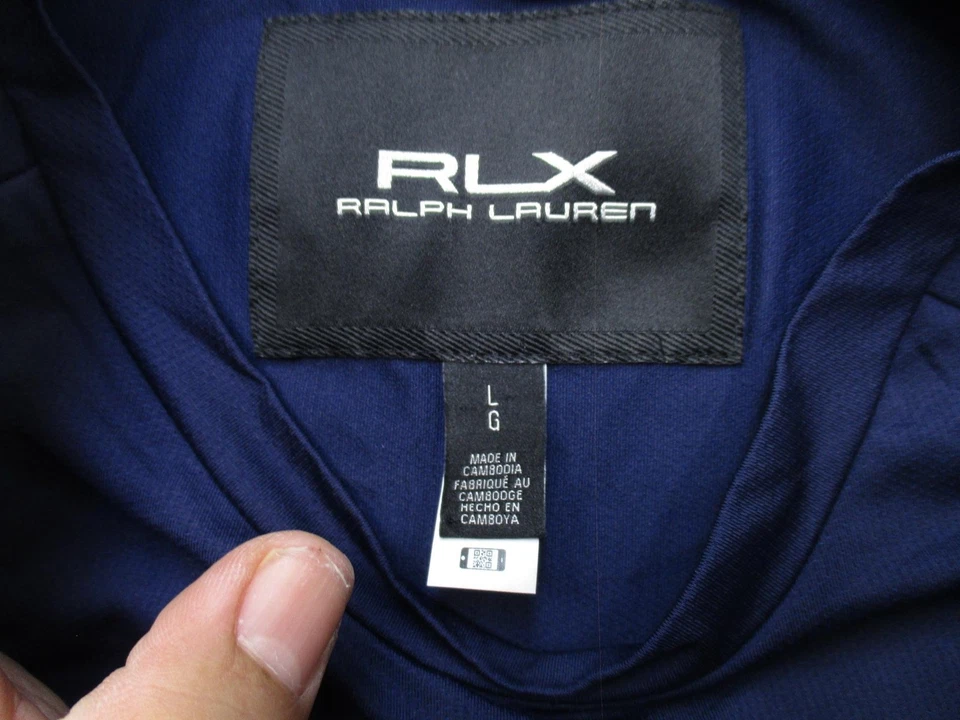 RLX
RALPH LAUREN
L
G
MADE IN
CAMBODIA
FABRIQUÉ AU
CAMBODGE
HECHO EN
CAMBOYA